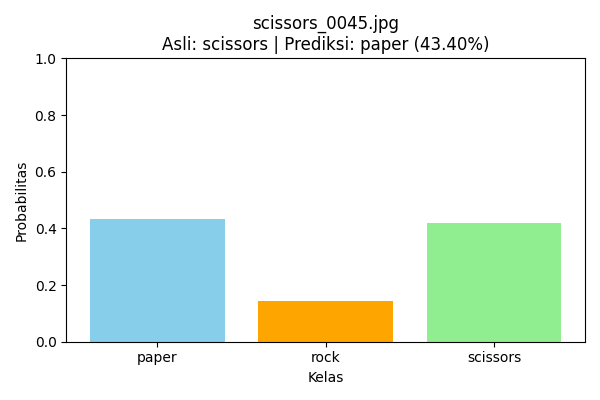 scissors_0045.jpg
Asli: scissors | Prediksi: paper (43.40%)
1.0
0.8
0.6
0.4
0.2
0.0
Probabilitas
paper rock scissors
Kelas